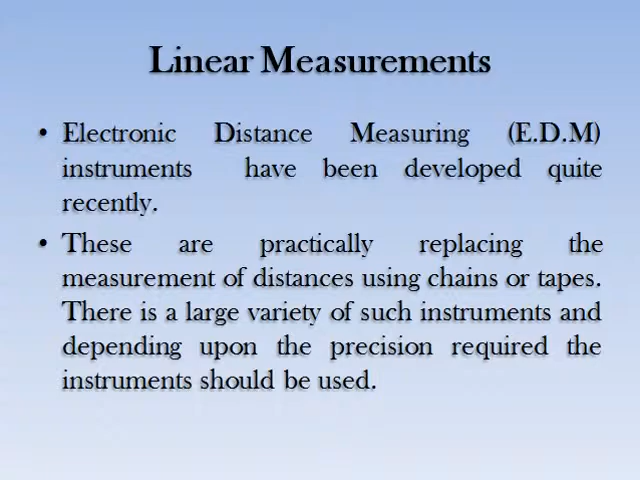 Linear Measurements
• Electronic Distance Measuring (E.D.M)
instruments have been developed quite
recently.
• These are practically replacing the
measurement of distances using chains or tapes.
There is a large variety of such instruments and
depending upon the precision required the
instruments should be used.